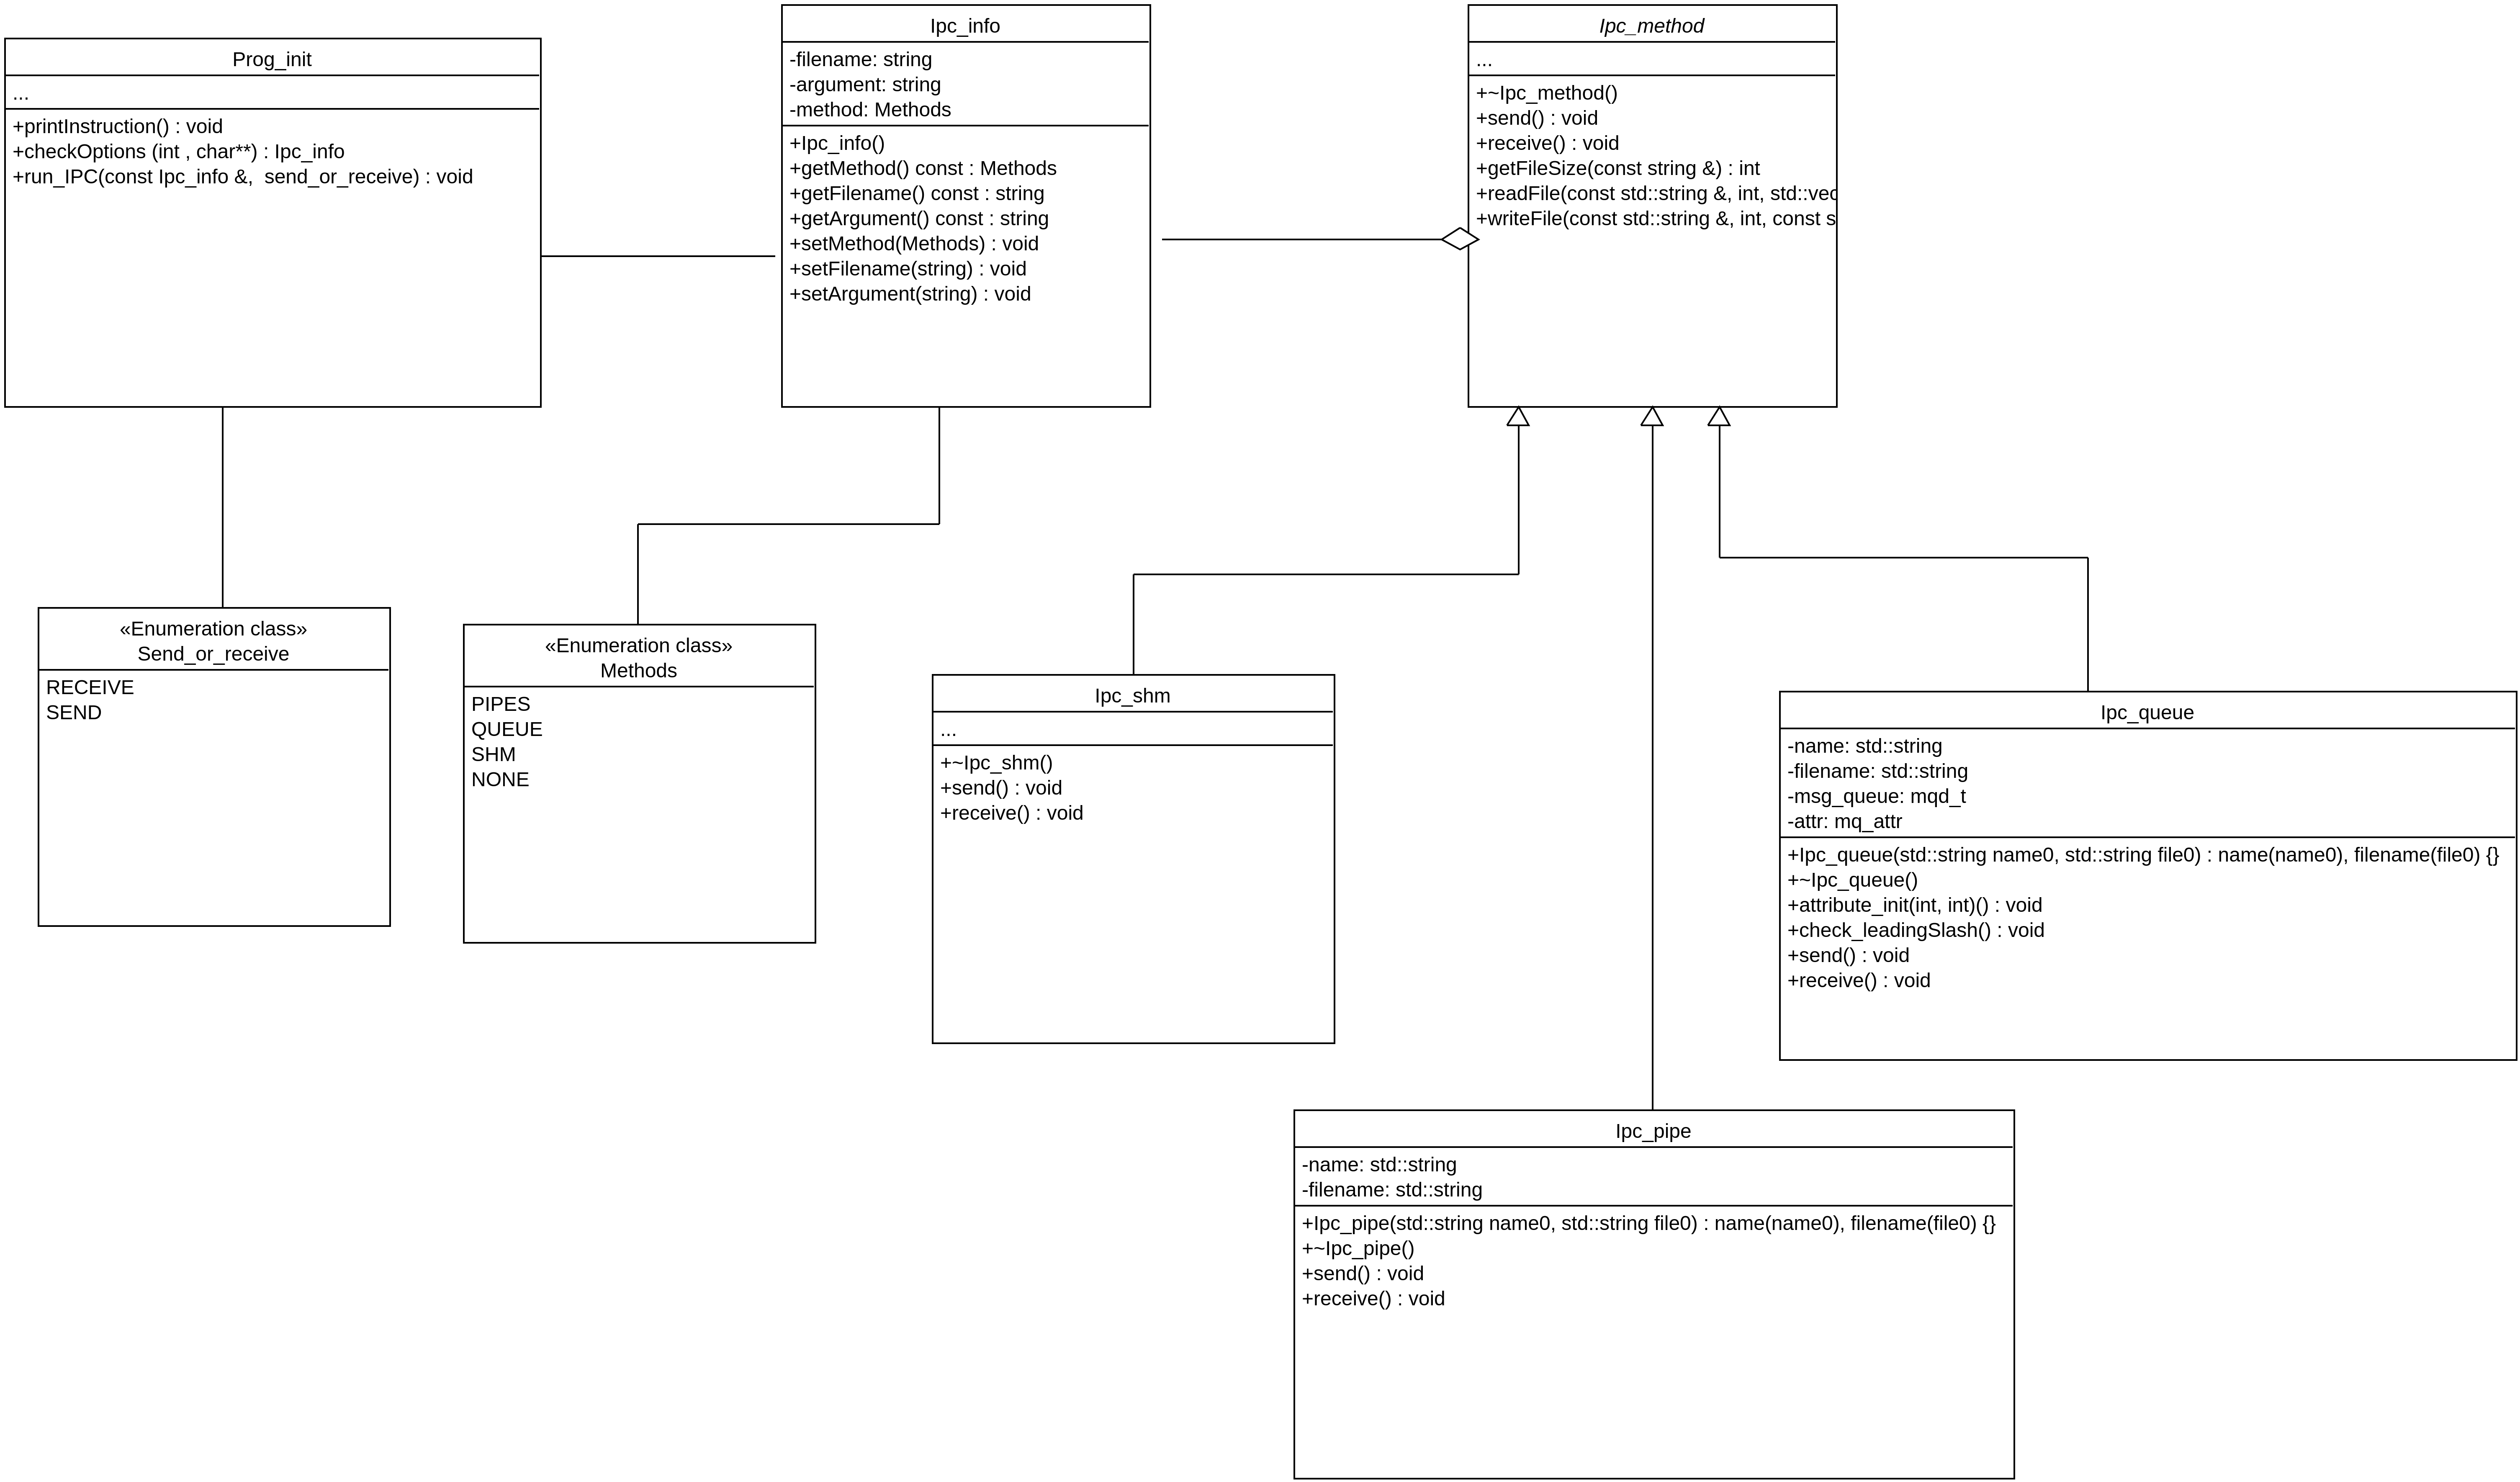 Prog_init
...
+printInstruction() : void
+checkOptions (int , char**) : Ipc_info
+run_IPC(const Ipc_info &,  send_or_receive) : void
Ipc_info
-filename: string
-argument: string
-method: Methods
+Ipc_info()
+getMethod() const : Methods
+getFilename() const : string
+getArgument() const : string
+setMethod(Methods) : void
+setFilename(string) : void
+setArgument(string) : void
Ipc_method
...
+~Ipc_method()
+send() : void
+receive() : void
+getFileSize(const string &) : int
+readFile(const std::string &, int, std::vec
+writeFile(const std::string &, int, const s
«Enumeration class»
Send_or_receive
RECEIVE
SEND
«Enumeration class»
Methods
PIPES
QUEUE
SHM
NONE
Ipc_shm
...
+~Ipc_shm()
+send() : void
+receive() : void
Ipc_queue
-name: std::string
-filename: std::string
-msg_queue: mqd_t
-attr: mq_attr
+Ipc_queue(std::string name0, std::string file0) : name(name0), filename(file0) {}
+~Ipc_queue()
+attribute_init(int, int)() : void
+check_leadingSlash() : void
+send() : void
+receive() : void
Ipc_pipe
-name: std::string
-filename: std::string
+Ipc_pipe(std::string name0, std::string file0) : name(name0), filename(file0) {}
+~Ipc_pipe()
+send() : void
+receive() : void